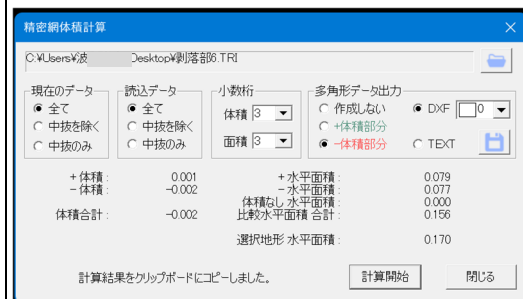 精密網体積計算
C:¥Users¥波 Desktop¥剥落部6.TRI
現在のデータ 読込データ 小数桁 多角形データ出力
全て 全て 体積 3 作成しない DXF 0
中抜を除く 中抜を除く +体積部分
中抜のみ 中抜のみ 面積 3 -体積部分 TEXT
+体積 : 0.001 +水平面積 : 0.079
-体積 : -0.002 -水平面積 : 0.077
体積なし 水平面積 : 0.000
体積合計 : -0.002 比較水平面積 合計 : 0.156
選択地形 水平面積 : 0.170
計算結果をクリップボードにコピーしました。 計算開始 閉じる